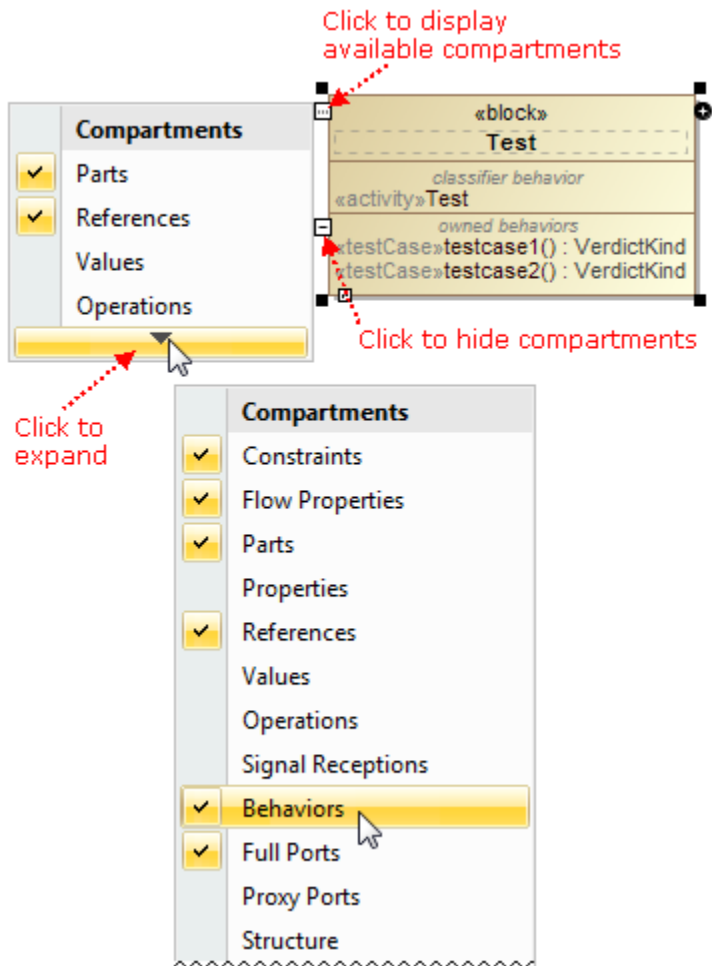 Click to display
available compartments
Compartments
Parts
References
Values
Operations
«block»
Test
classifier behavior
«activity»Test
owned behaviors
«testCase»testcase1() : VerdictKind
«testCase»testcase2() : VerdictKind
Click to hide compartments
Click to
expand
Compartments
Constraints
Flow Properties
Parts
Properties
References
Values
Operations
Signal Receptions
Behaviors
Full Ports
Proxy Ports
Structure